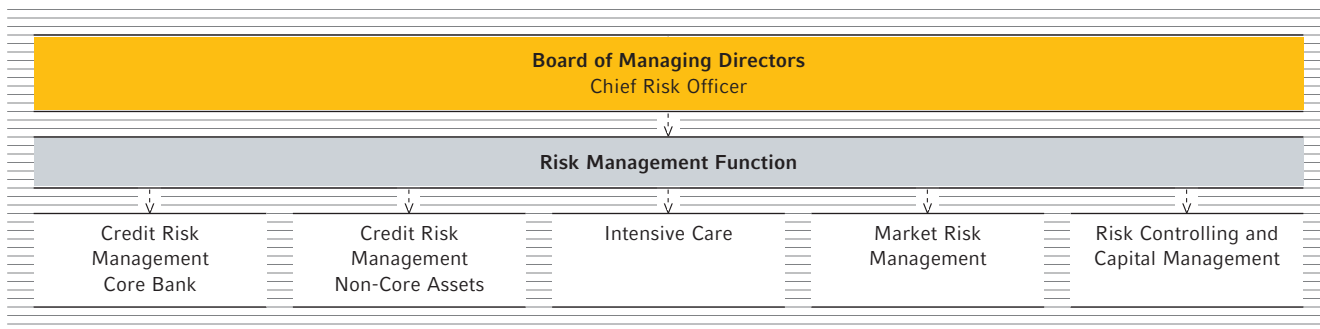 Board of Managing Directors
Chief Risk Officer
Risk Management Function
Credit Risk
Management
Core Bank
Credit Risk
Management
Non-Core Assets
Intensive Care
Market Risk
Management
Risk Controlling and
Capital Management